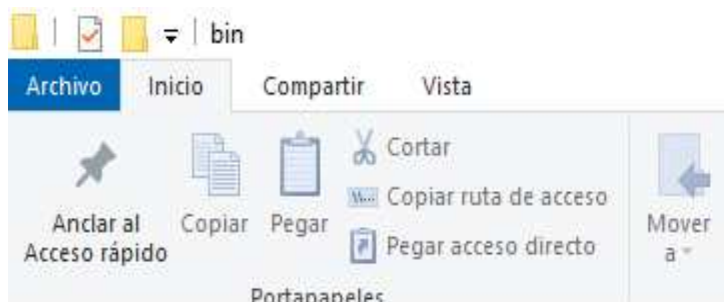 bin
Archivo Inicio Compartir Vista
Anclar al
Acceso rápido
Copiar
Pegar
Cortar
Copiar ruta de acceso
Pegar acceso directo
Mover
a
Portapapeles